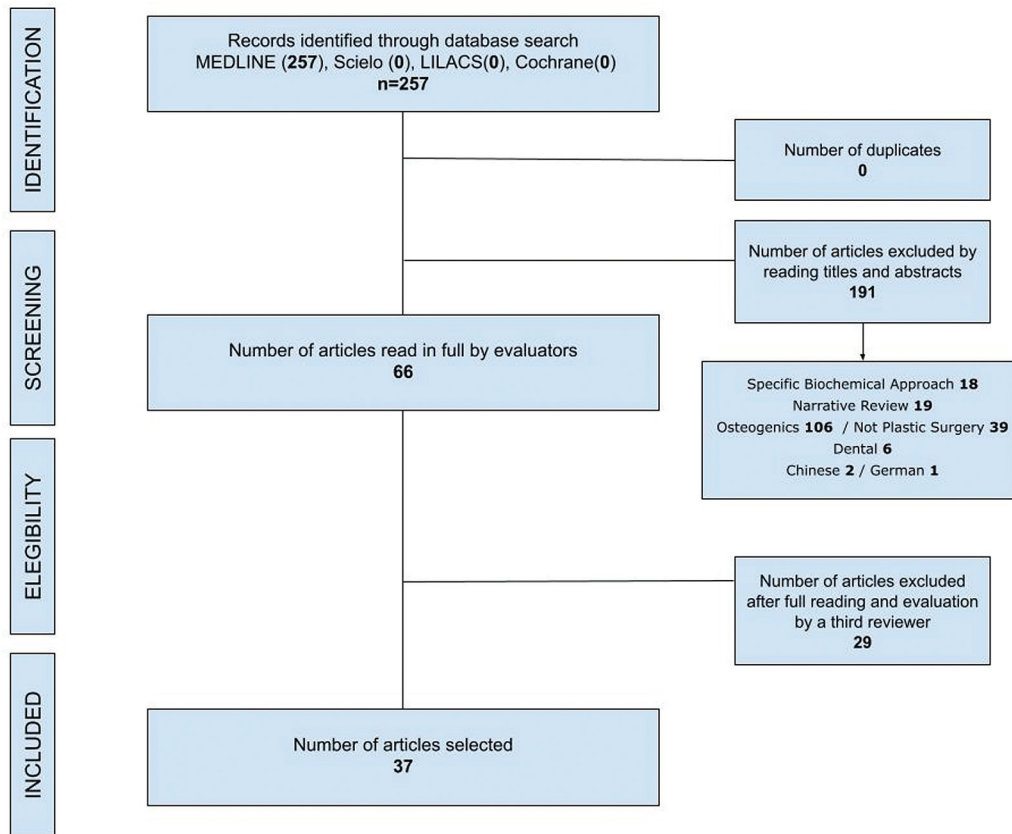 IDENTIFICATION
Records identified through database search
MEDLINE (257), Scielo (0), LILACS(0), Cochrane(0)
n=257
Number of duplicates
0
SCREENING
Number of articles excluded by
reading titles and abstracts
191
Number of articles read in full by evaluators
66
Specific Biochemical Approach 18
Narrative Review 19
Osteogenics 106 / Not Plastic Surgery 39
Dental 6
Chinese 2 / German 1
ELEGIBILITY
Number of articles excluded
after full reading and evaluation
by a third reviewer
29
INCLUDED
Number of articles selected
37